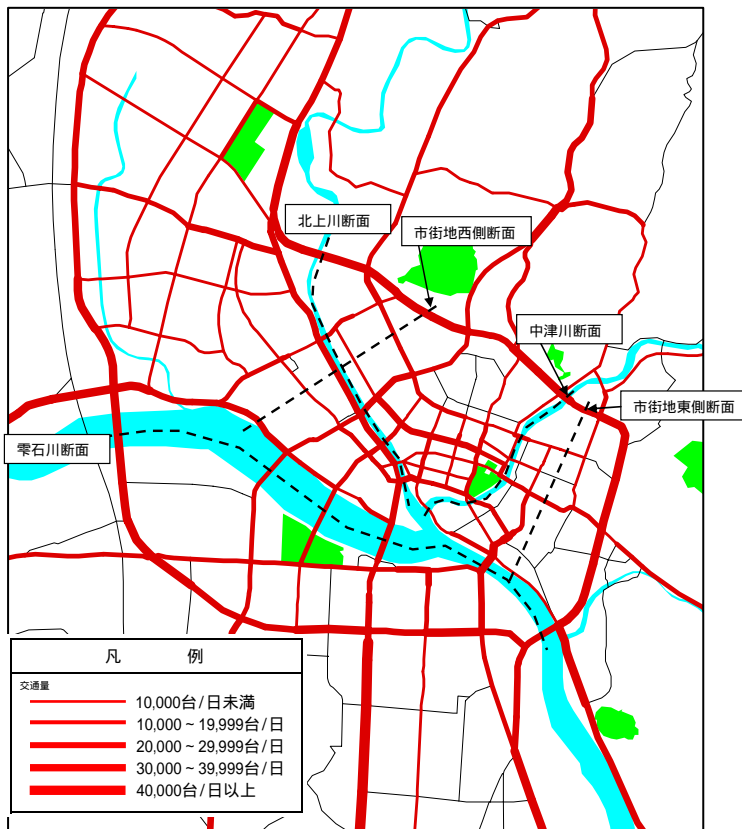 北上川断面
市街地西側断面
中津川断面
市街地東側断面
雫石川断面
凡 例
交通量
10,000台/日未満
10,000～19,999台/日
20,000～29,999台/日
30,000～39,999台/日
40,000台/日以上